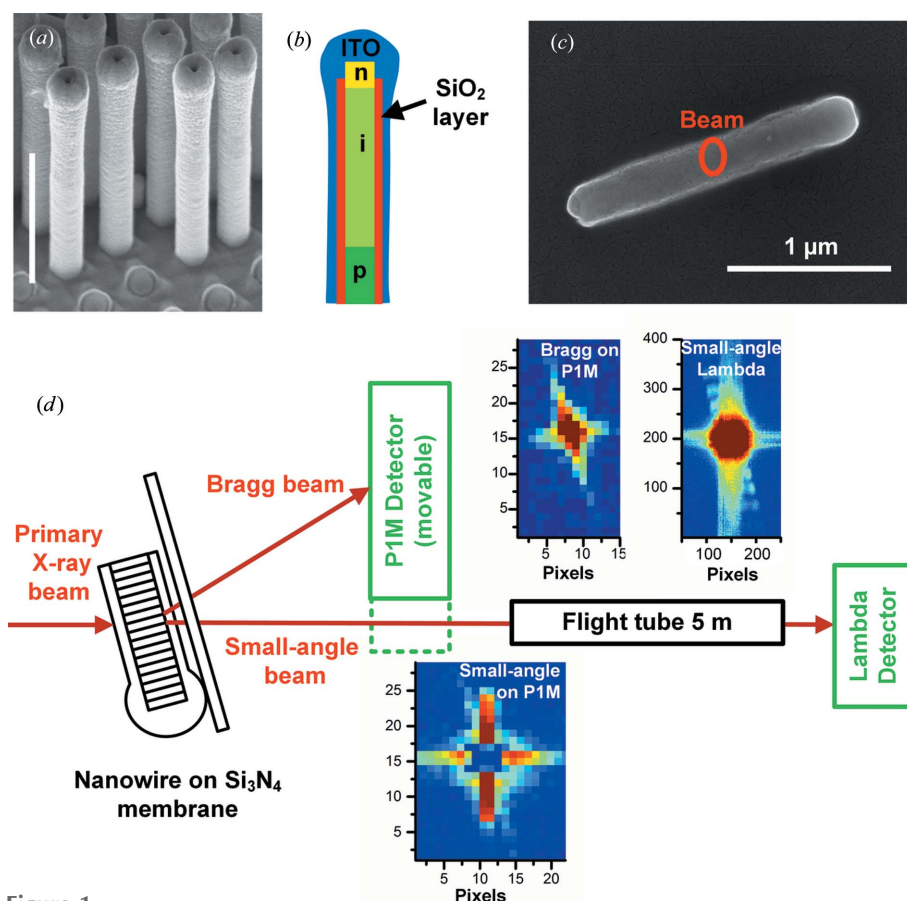 (a)
(b)
ITO
n
SiO₂
layer
i
p
(c)
Beam
1 µm
(d)
Primary
X-ray
beam
Bragg beam
Small-angle
beam
P1M Detector
(movable)
Bragg on
P1M
25
20
15
10
5
5 10 15
Pixels
Small-angle
Lambda
400
300
200
100
100 200
Pixels
Flight tube 5 m
Lambda
Detector
Nanowire on Si₃N₄
membrane
Small-angle
on P1M
25
20
15
10
5
5 10 15 20
Pixels
Figure 1